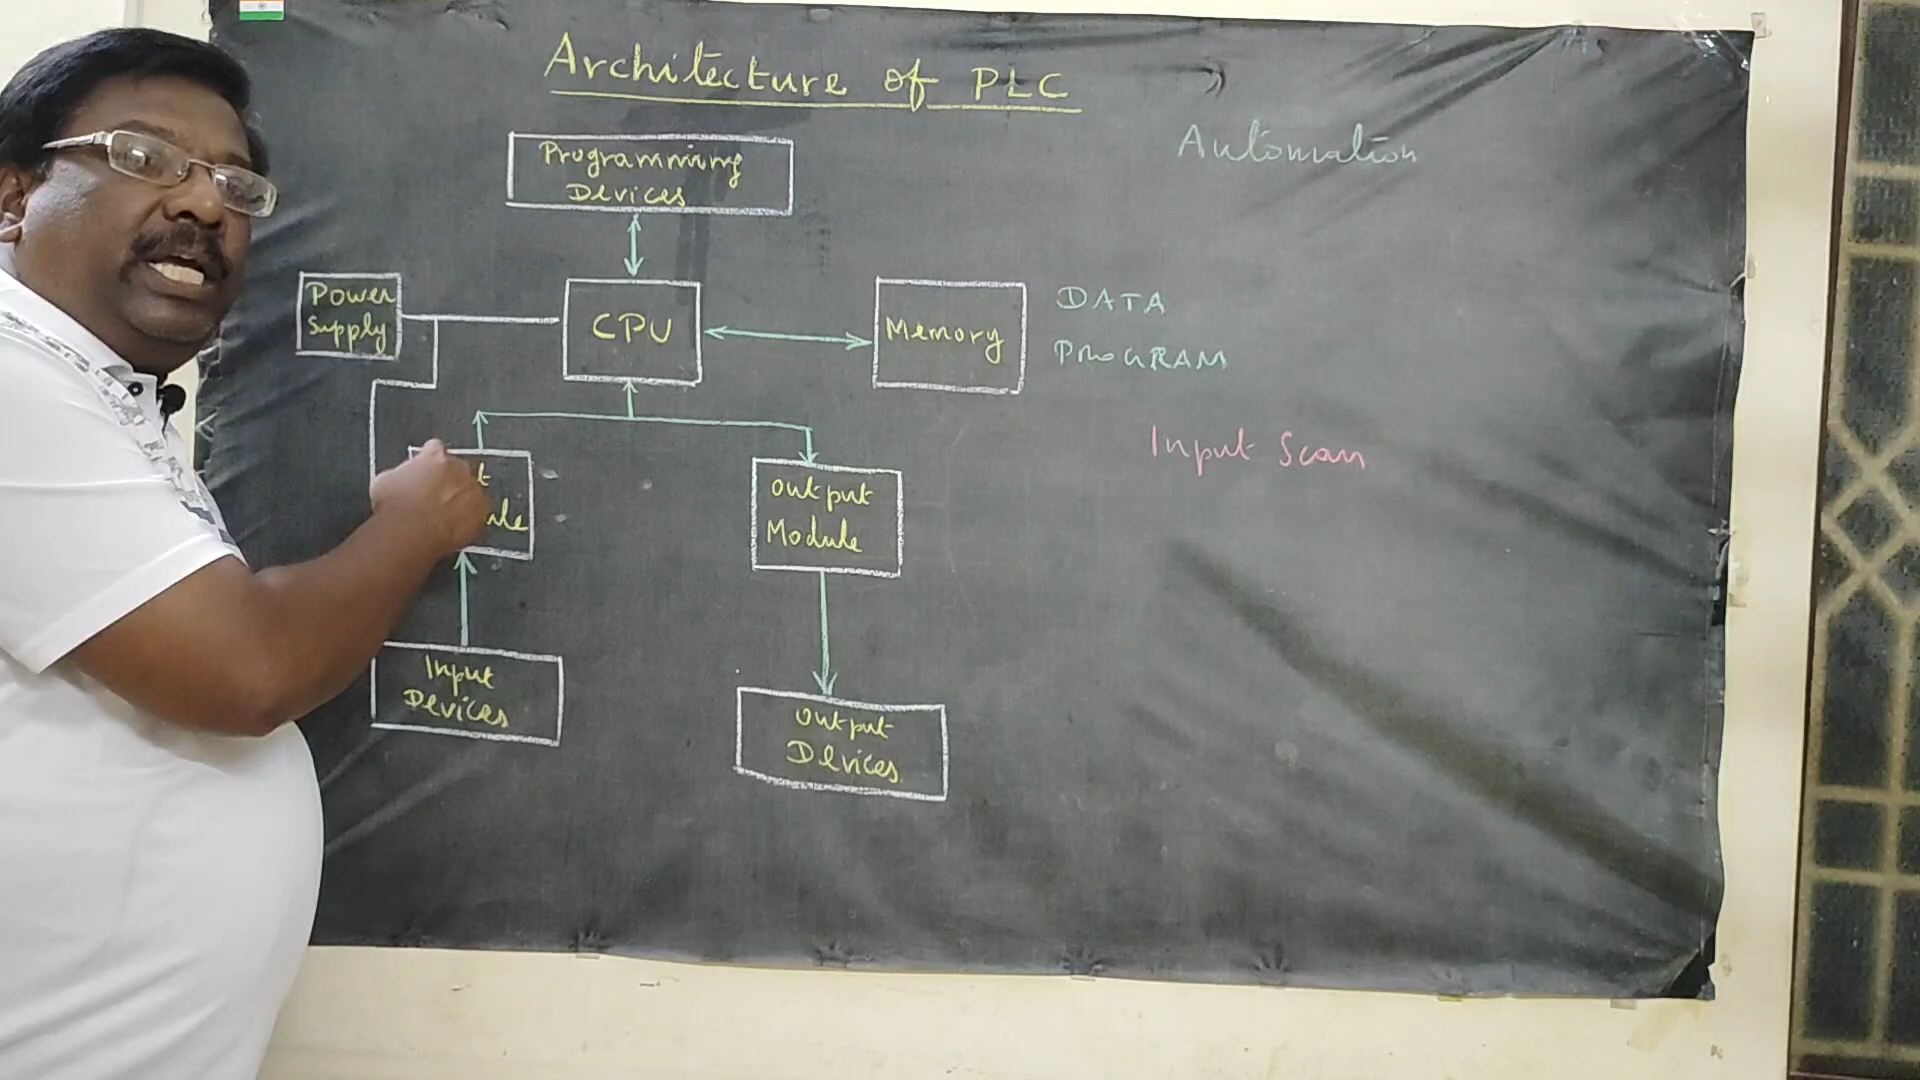 Architecture of PLC
Automation
Programming
Devices
Power
Supply
CPU
Memory
DATA
PROGRAM
Input Scan
Output
Module
Input
Devices
Output
Devices